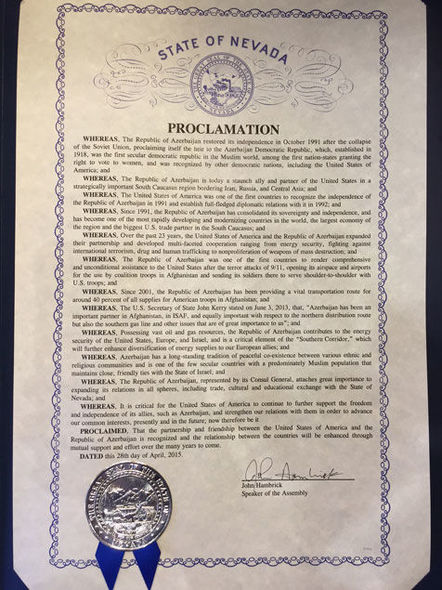 STATE OF NEVADA
PROCLAMATION
WHEREAS, The Republic of Azerbaijan restored its independence in October 1991 after the collapse
of the Soviet Union, proclaiming itself the heir to the Azerbaijan Democratic Republic, which, established in
1918, was the first secular democratic republic in the Muslim world, among the first nation-states granting the
right to vote to women, and was recognized by other democratic nations, including the United States of
America; and
WHEREAS, The Republic of Azerbaijan is today a staunch ally and partner of the United States in a
strategically important South Caucasus region bordering Iran, Russia, and Central Asia; and
WHEREAS, The United States of America was one of first countries to recognize the independence of
the Republic of Azerbaijan in 1991 and establish full-fledged diplomatic relations with it in 1992; and
WHEREAS, Since 1991, the Republic of Azerbaijan has consolidated its sovereignty and independence, and
has become one of the most rapidly developing and modernizing countries in the world, the largest economy of
the region and the biggest U.S. trade partner in the South Caucasus; and
WHEREAS, Over the past 23 years, the United States of America and the Republic of Azerbaijan expanded
their partnership and developed multi-faceted cooperation ranging from energy security, fighting against
international terrorism, drug and human trafficking to nonproliferation of weapons of mass destruction; and
WHEREAS, The Republic of Azerbaijan was one of first countries to render comprehensive
and unconditional assistance to the United States after the terror attacks of 9/11, opening its airspace and airports
for the use by coalition troops in Afghanistan and sending its soldiers there to serve shoulder-to-shoulder with
U.S. troops; and
WHEREAS, Since 2001, the Republic of Azerbaijan has been providing a vital transportation route for
around 40 percent of all supplies for American troops in Afghanistan; and
WHEREAS, The U.S. Secretary of State John Kerry stated on June 3, 2013, that, "Azerbaijan has been an
important partner in Afghanistan, in ISAF, and equally important with respect to the northern distribution route
but also the southern gas line and other issues that are of great importance to us"; and
WHEREAS, Possessing vast oil and gas resources, the Republic of Azerbaijan contributes to the energy
security of the United States, Europe, and Israel, and is a critical element of the "Southern Corridor," which
will further enhance diversification of energy supplies to our European allies; and
WHEREAS, Azerbaijan has a long-standing tradition of peaceful co-existence between various ethnic and
religious communities and is one of the few secular countries with a predominantly Muslim population that
maintains close, friendly ties with the State of Israel; and
WHEREAS, The Republic of Azerbaijan, represented by its Consul General, attaches great importance to
expanding its relations in all spheres, including trade, cultural and educational exchange with the State of
Nevada; and
WHEREAS, It is critical for the United States of America to continue to further support the freedom
and independence of its allies, such as Azerbaijan, and strengthen our relations with them in order to advance
our common interests, presently and in the future; now therefore be it
PROCLAIMED, That the partnership and friendship between the United States of America and the
Republic of Azerbaijan is recognized and the relationship between the countries will be enhanced through
mutual support and effort over the many years to come.
DATED this 28th day of April, 2015.
John Hambrick
Speaker of the Assembly